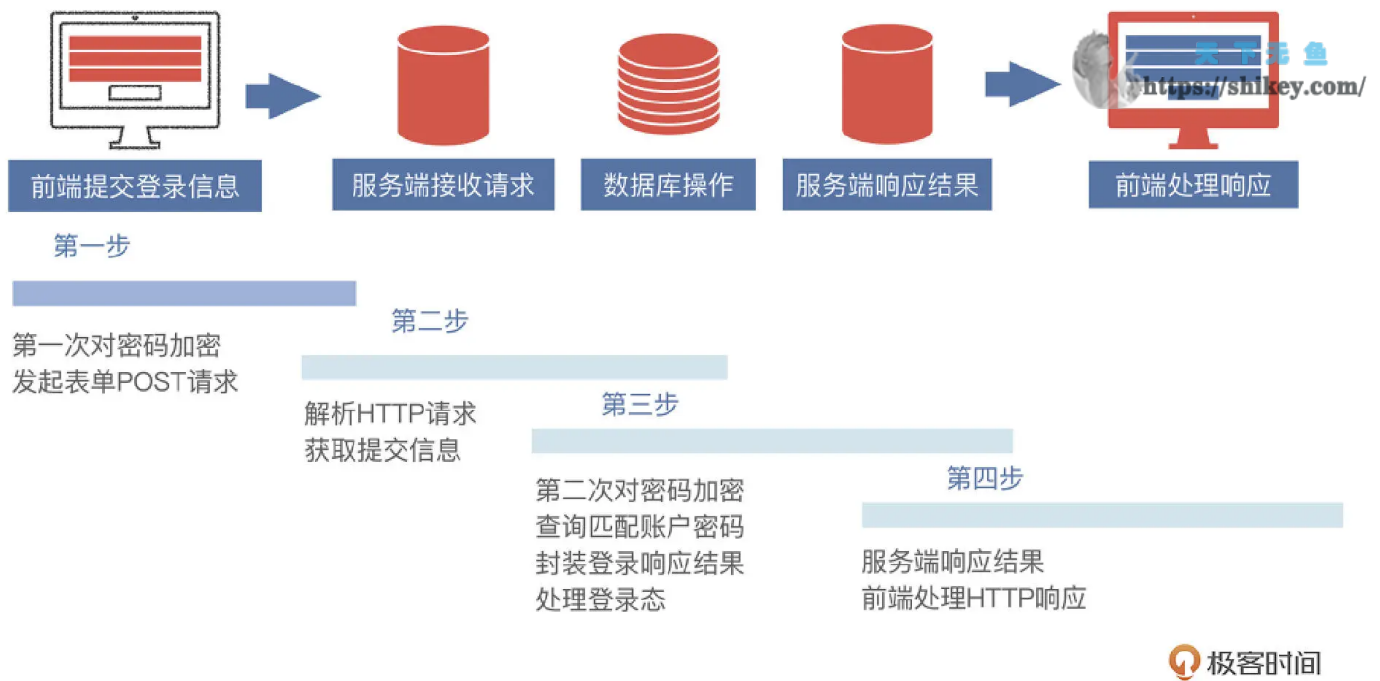 天下无鱼
https://shikey.com/
前端提交登录信息
服务端接收请求
数据库操作
服务端响应结果
前端处理响应
第一步
第一次对密码加密
发起表单POST请求
第二步
解析HTTP请求
获取提交信息
第三步
第二次对密码加密
查询匹配账户密码
封装登录响应结果
处理登录态
第四步
服务端响应结果
前端处理HTTP响应
极客时间